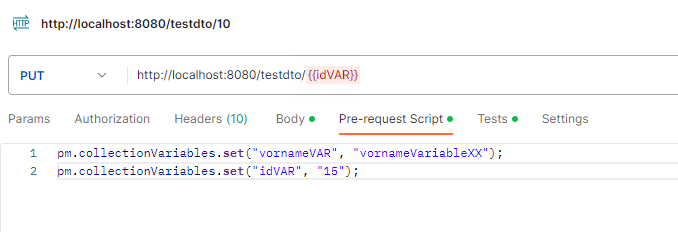 HTTP http://localhost:8080/testdto/10
PUT http://localhost:8080/testdto/{{idVAR}}
Params Authorization Headers (10) Body Pre-request Script Tests Settings
1 pm.collectionVariables.set("vornameVAR", "vornameVariableXX");
2 pm.collectionVariables.set("idVAR", "15");